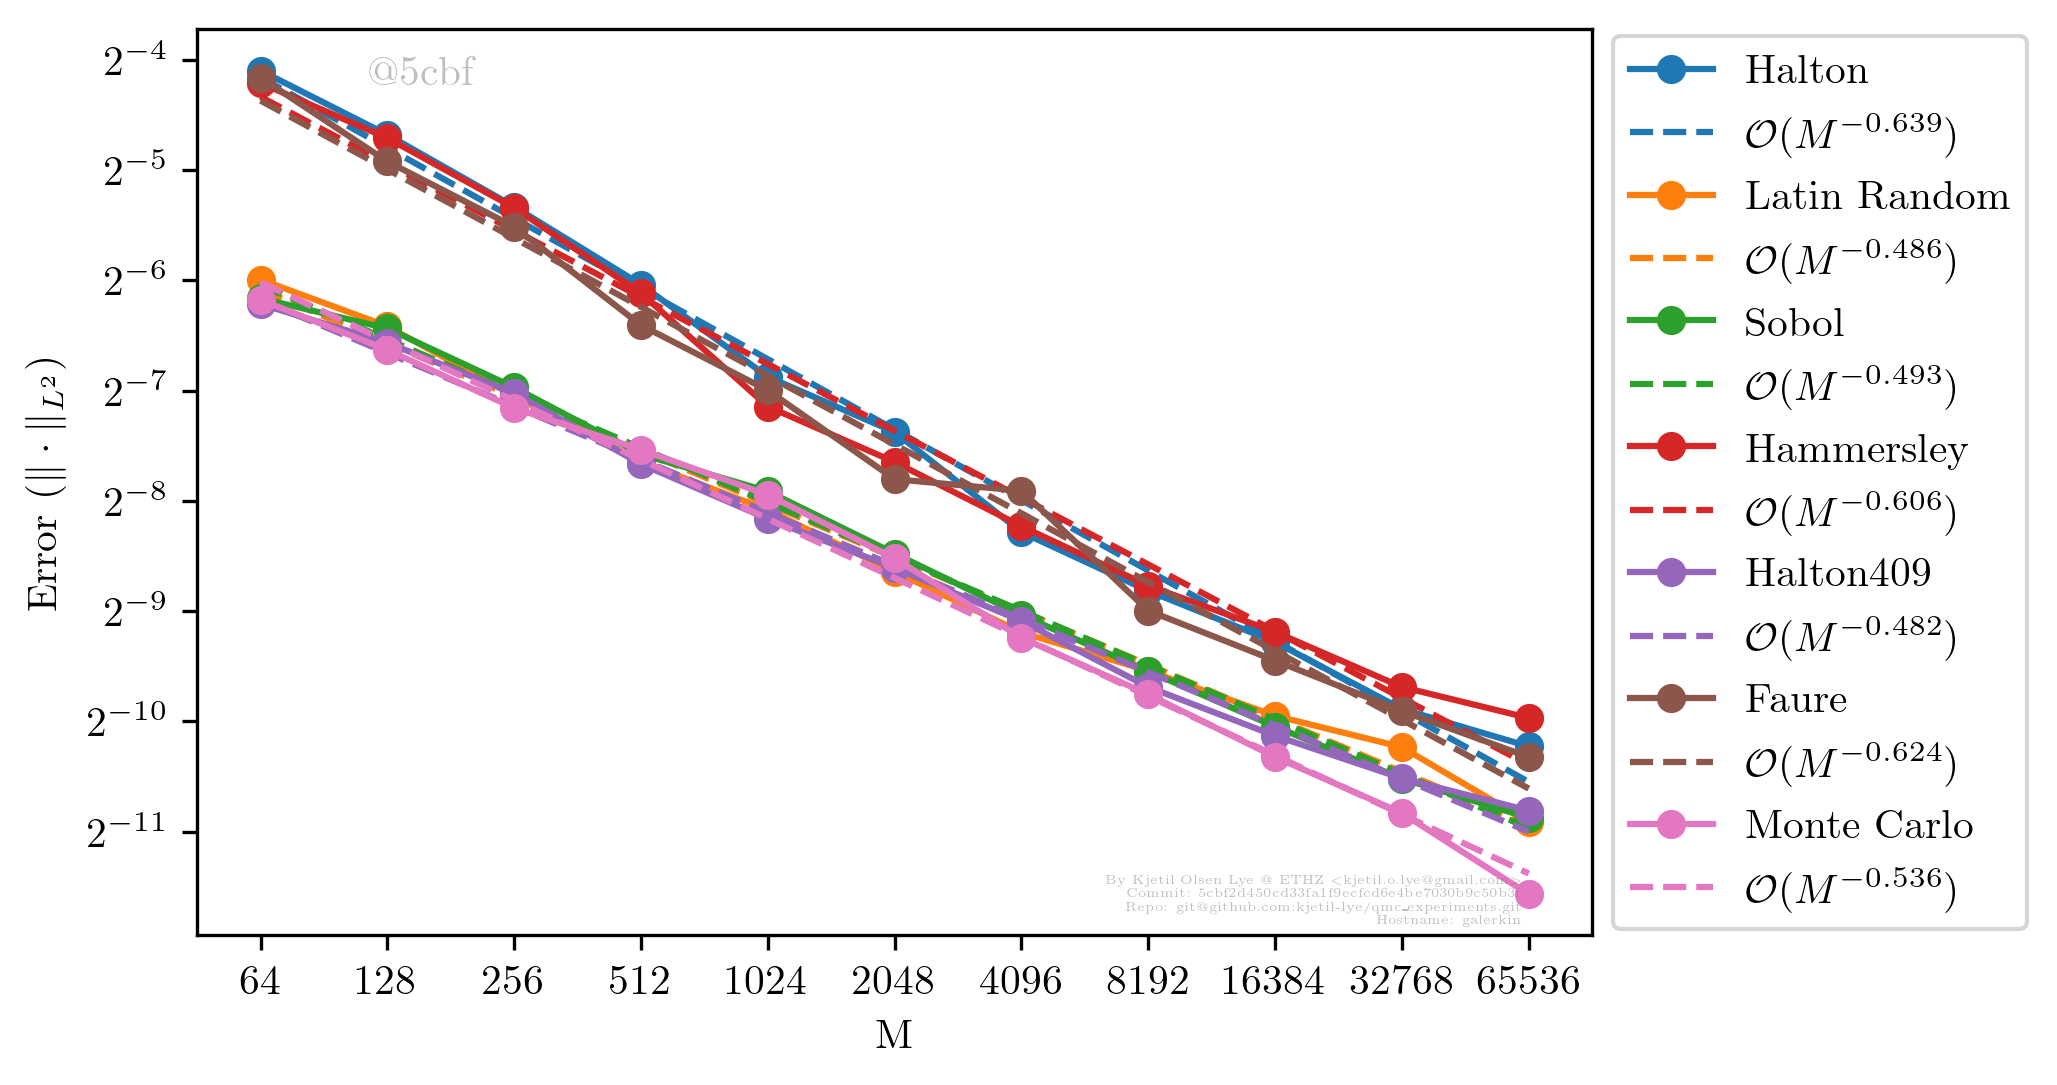 @5cbf
2^{-4}
2^{-5}
2^{-6}
2^{-7}
2^{-8}
2^{-9}
2^{-10}
2^{-11}
Error (|| · ||_{L^2})
64 128 256 512 1024 2048 4096 8192 16384 32768 65536
M
By Kjetil Olsen Lye @ ETHZ <kjetil.o.lye@gmail.com>
Commit:
Repo: git@github.com:kjetil-lye/qmc_experiments.git
Hostname: galerkin
Halton
𝒪(M^{-0.639})
Latin Random
𝒪(M^{-0.486})
Sobol
𝒪(M^{-0.493})
Hammersley
𝒪(M^{-0.606})
Halton409
𝒪(M^{-0.482})
Faure
𝒪(M^{-0.624})
Monte Carlo
𝒪(M^{-0.536})